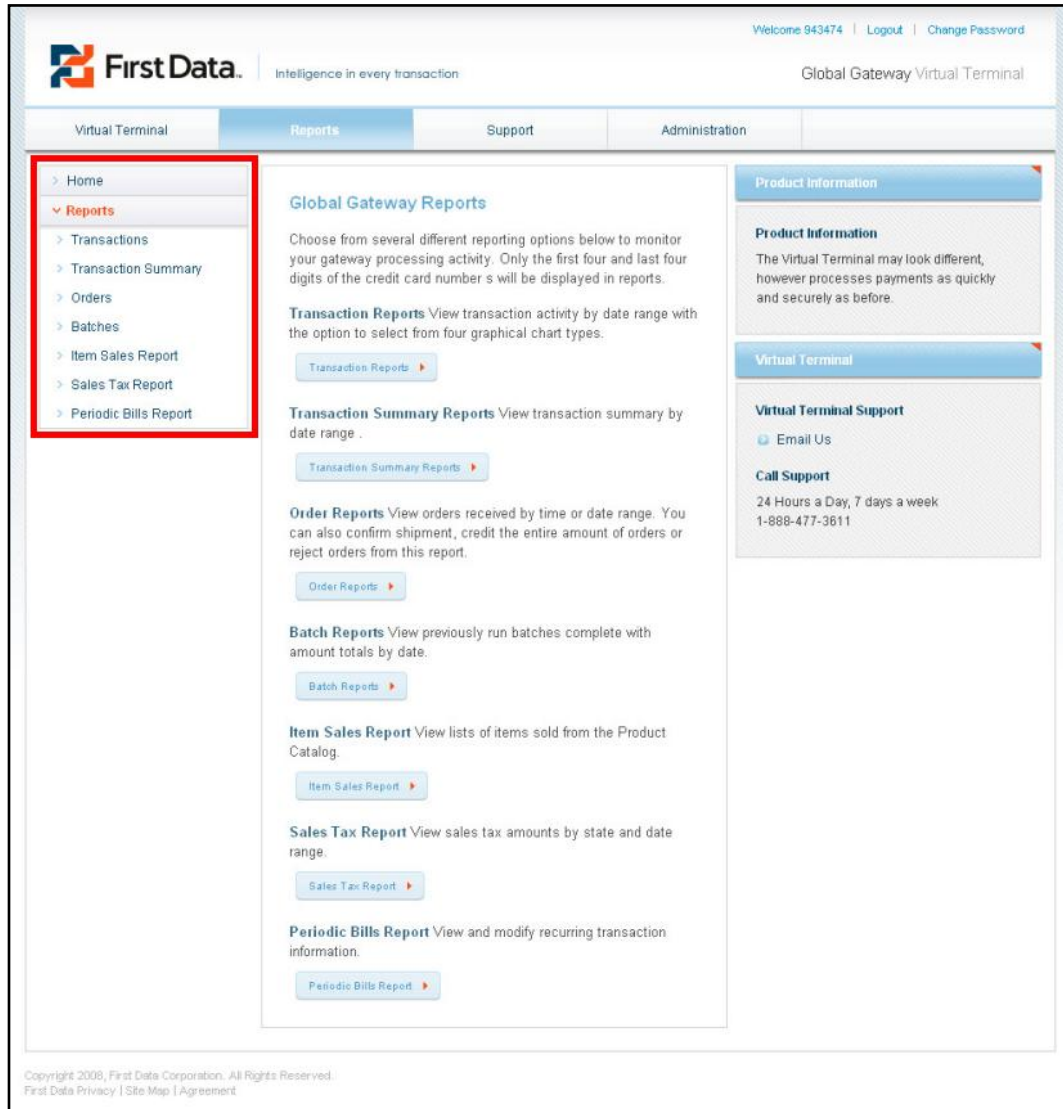 Welcome 943474 | Logout | Change Password
First Data.
Intelligence in every transaction
Global Gateway Virtual Terminal
Virtual Terminal
Reports
Support
Administration
Home
Reports
Transactions
Transaction Summary
Orders
Batches
Item Sales Report
Sales Tax Report
Periodic Bills Report
Global Gateway Reports
Choose from several different reporting options below to monitor
your gateway processing activity. Only the first four and last four
digits of the credit card number s will be displayed in reports.
Transaction Reports View transaction activity by date range with
the option to select from four graphical chart types.
Transaction Reports
Transaction Summary Reports View transaction summary by
date range .
Transaction Summary Reports
Order Reports View orders received by time or date range. You
can also confirm shipment, credit the entire amount of orders or
reject orders from this report.
Order Reports
Batch Reports View previously run batches complete with
amount totals by date.
Batch Reports
Item Sales Report View lists of items sold from the Product
Catalog.
Item Sales Report
Sales Tax Report View sales tax amounts by state and date
range.
Sales Tax Report
Periodic Bills Report View and modify recurring transaction
information.
Periodic Bills Report
Product Information
Product Information
The Virtual Terminal may look different,
however processes payments as quickly
and securely as before.
Virtual Terminal
Virtual Terminal Support
Email Us
Call Support
24 Hours a Day, 7 days a week
1-888-477-3611
Copyright 2008, First Data Corporation. All Rights Reserved.
First Data Privacy | Site Map | Agreement